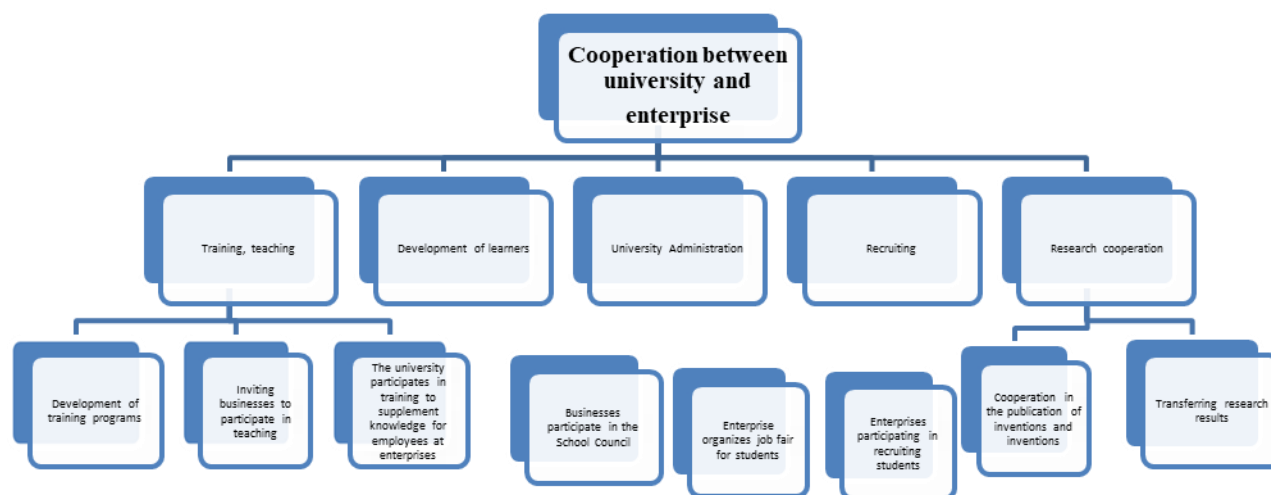 Cooperation between
university and
enterprise
Training, teaching
Development of learners
University Administration
Recruiting
Research cooperation
Development of
training programs
Inviting
businesses to
participate in
teaching
The university
participates in
training to
supplement
knowledge for
employees at
enterprises
Businesses
participate in the
School Council
Enterprise
organizes job fair
for students
Enterprises
participating in
recruiting
students
Cooperation in
the publication of
inventions and
inventions
Transferring research
results